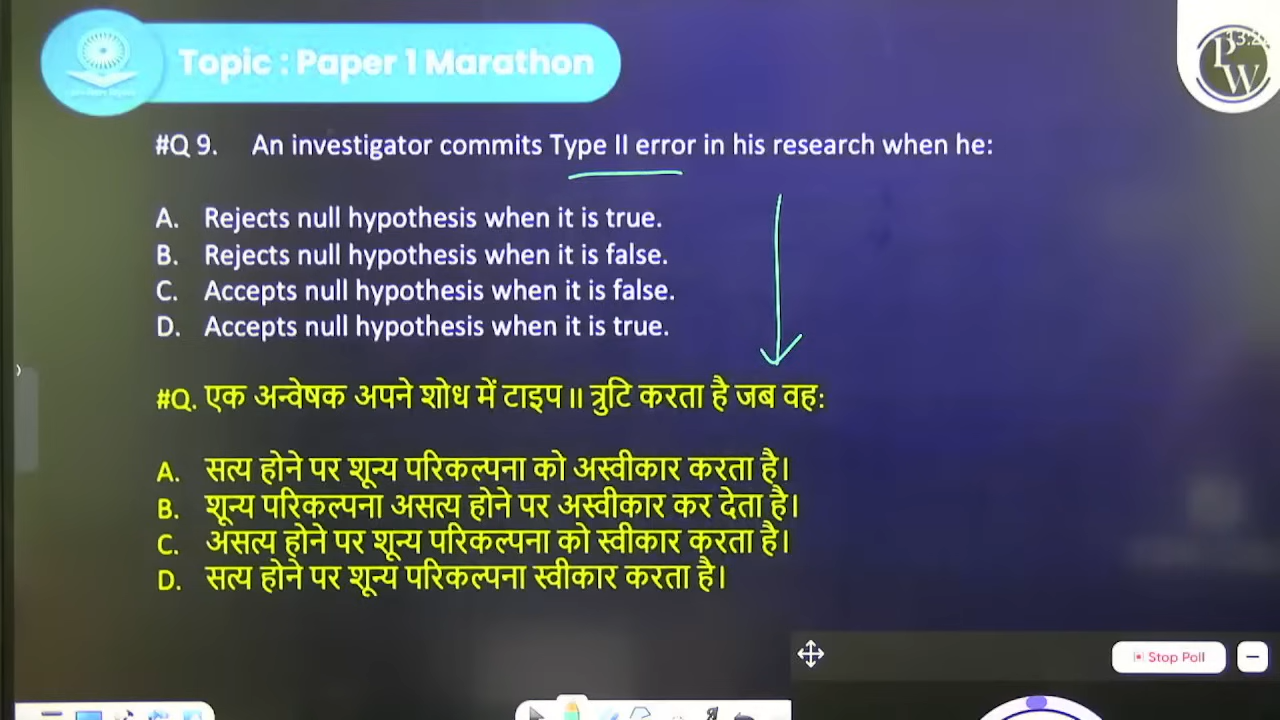 Topic : Paper 1 Marathon
#Q 9. An investigator commits Type II error in his research when he:
A. Rejects null hypothesis when it is true.
B. Rejects null hypothesis when it is false.
C. Accepts null hypothesis when it is false.
D. Accepts null hypothesis when it is true.
#Q. एक अन्वेषक अपने शोध में टाइप II त्रुटि करता है जब वह:
A. सत्य होने पर शून्य परिकल्पना को अस्वीकार करता है।
B. शून्य परिकल्पना असत्य होने पर अस्वीकार कर देता है।
C. असत्य होने पर शून्य परिकल्पना को स्वीकार करता है।
D. सत्य होने पर शून्य परिकल्पना स्वीकार करता है।
PW
Stop Poll